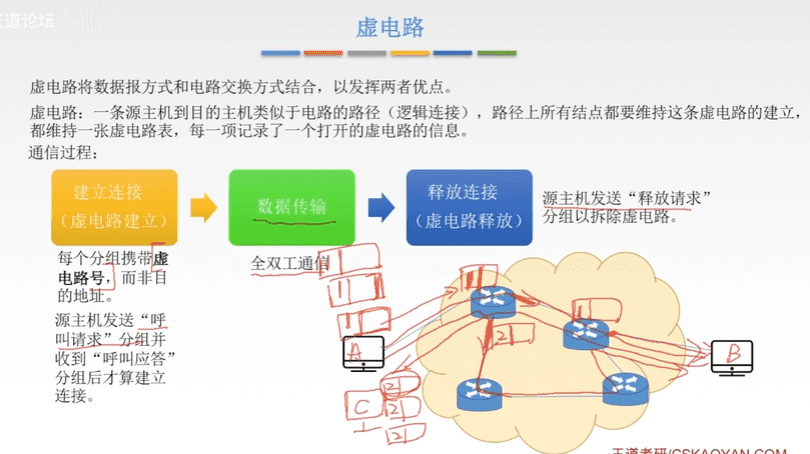 王道论坛
虚电路
虚电路将数据报方式和电路交换方式结合，以发挥两者优点。
虚电路：一条源主机到目的主机类似于电路的路径（逻辑连接），路径上所有结点都要维持这条虚电路的建立，
都维持一张虚电路表，每一项记录了一个打开的虚电路的信息。
通信过程：
建立连接
（虚电路建立）
数据传输
释放连接
（虚电路释放）
源主机发送“释放请求”
分组以拆除虚电路。
每个分组携带虚
电路号，而非目
的地址。
源主机发送“呼
叫请求”分组并
收到“呼叫应答”
分组后才算建立
连接。
全双工通信
1
1
1
1
2
A
B
C
2
2
2
王道考研/CSKAOYAN.COM